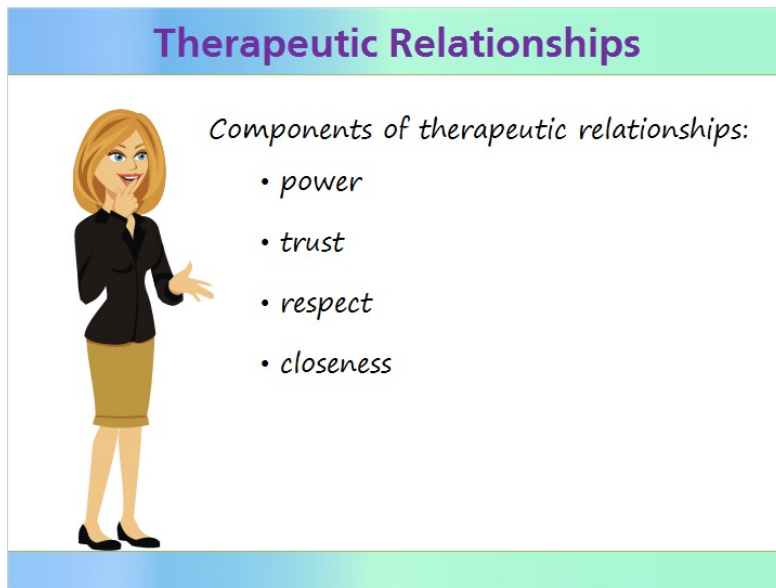 Therapeutic Relationships
Components of therapeutic relationships:
• power
• trust
• respect
• closeness